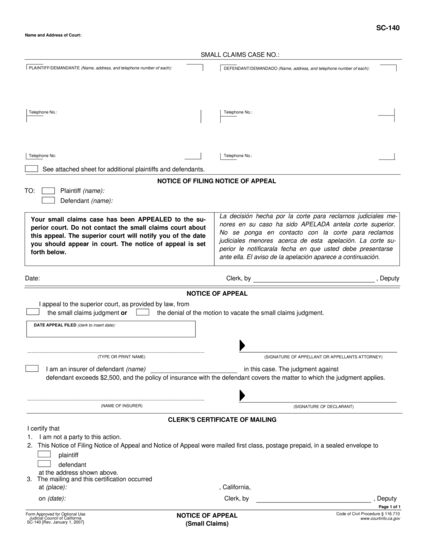 SC-140
Name and Address of Court:
SMALL CLAIMS CASE NO.:
PLAINTIFF/DEMANDANTE (Name, address, and telephone number of each):
DEFENDANT/DEMANDADO (Name, address, and telephone number of each):
Telephone No.:
Telephone No.:
Telephone No.:
Telephone No.:
See attached sheet for additional plaintiffs and defendants.
NOTICE OF FILING NOTICE OF APPEAL
TO: Plaintiff (name):
Defendant (name):
Your small claims case has been APPEALED to the su-
perior court. Do not contact the small claims court about
this appeal. The superior court will notify you of the date
you should appear in court. The notice of appeal is set
forth below.
La decisión hecha por la corte para reclamos judiciales me-
nores en su caso ha sido APELADA antela corte superior.
No se ponga en contacto con la corte para reclamos
judiciales menores acerca de esta apelación. La corte su-
perior le notificarala fecha en que usted debe presentarse
ante ella. El aviso de la apelación aparece a continuación.
Date: Clerk, by , Deputy
NOTICE OF APPEAL
I appeal to the superior court, as provided by law, from
the small claims judgment or the denial of the motion to vacate the small claims judgment.
DATE APPEAL FILED (clerk to insert date):
(TYPE OR PRINT NAME) (SIGNATURE OF APPELLANT OR APPELLANTS ATTORNEY)
I am an insurer of defendant (name) in this case. The judgment against
defendant exceeds $2,500, and the policy of insurance with the defendant covers the matter to which the judgment applies.
(NAME OF INSURER) (SIGNATURE OF DECLARANT)
CLERK'S CERTIFICATE OF MAILING
I certify that
1. I am not a party to this action.
2. This Notice of Filing Notice of Appeal and Notice of Appeal were mailed first class, postage prepaid, in a sealed envelope to
plaintiff
defendant
at the address shown above.
3. The mailing and this certification occurred
at (place): , California,
on (date): Clerk, by , Deputy
Page 1 of 1
Form Approved for Optional Use
Judicial Council of California
SC-140 [Rev. January 1, 2007]
NOTICE OF APPEAL
(Small Claims)
Code of Civil Procedure § 116.710
www.courtinfo.ca.gov